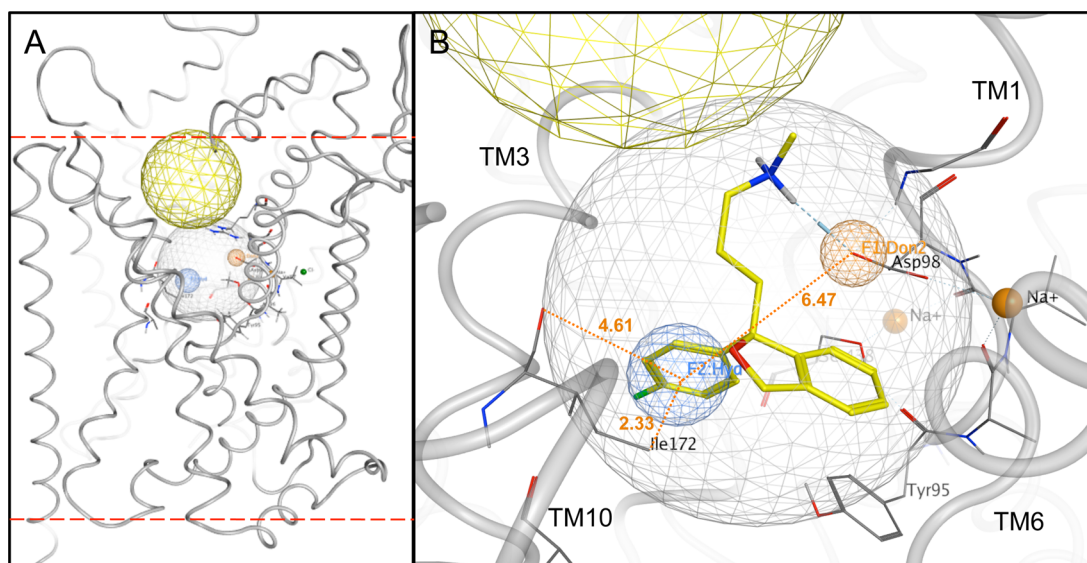 A
B
TM1
TM3
F1:Don2
Asp98
6.47
Na+
Na+
4.61
F2:Hyd
2.33
Ile172
Tyr95
TM10
TM6